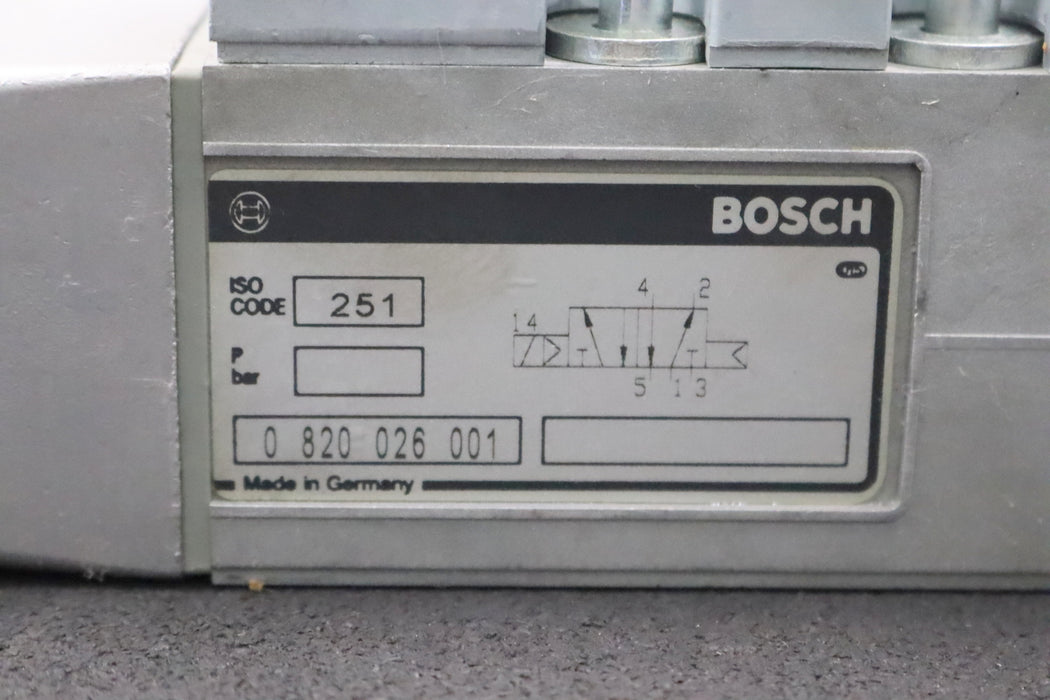 BOSCH
ISO
CODE
251
P
bar
4 2
14
5 1 3
0 820 026 001
Made in Germany